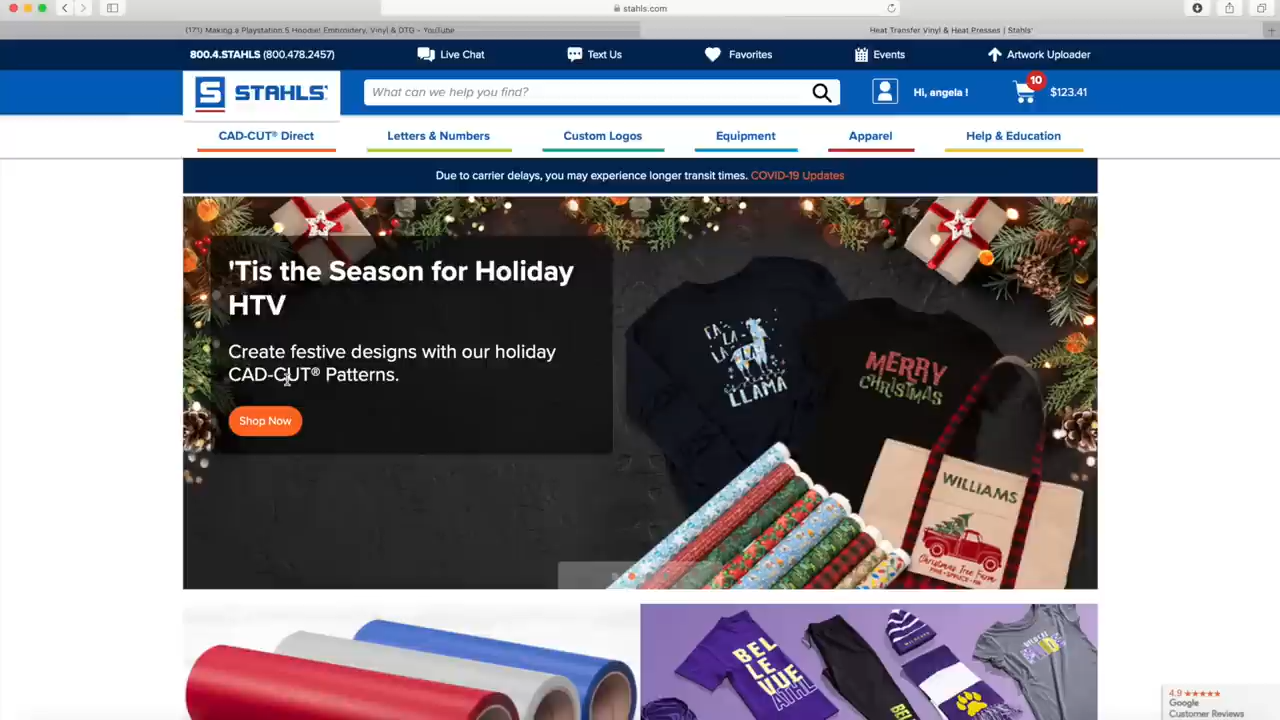 stahls.com
(171) Making a Playstation 5 Hoodie! Embroidery, Vinyl & DTG - YouTube
Heat Transfer Vinyl & Heat Presses | Stahls'
800.4.STAHLS (800.478.2457)
Live Chat
Text Us
Favorites
Events
Artwork Uploader
S STAHLS'
What can we help you find?
Hi, angela !
10
$123.41
CAD-CUT® Direct
Letters & Numbers
Custom Logos
Equipment
Apparel
Help & Education
Due to carrier delays, you may experience longer transit times. COVID-19 Updates
'Tis the Season for Holiday
HTV
Create festive designs with our holiday
CAD-CUT® Patterns.
Shop Now
FA-
LA-LA-
LA-LA
LLAMA
MERRY
CHRISTMAS
WILLIAMS
Christmas Tree Farm
BEL
LE
VUE
ATHL
4.9 ★★★★★
Google
Customer Reviews